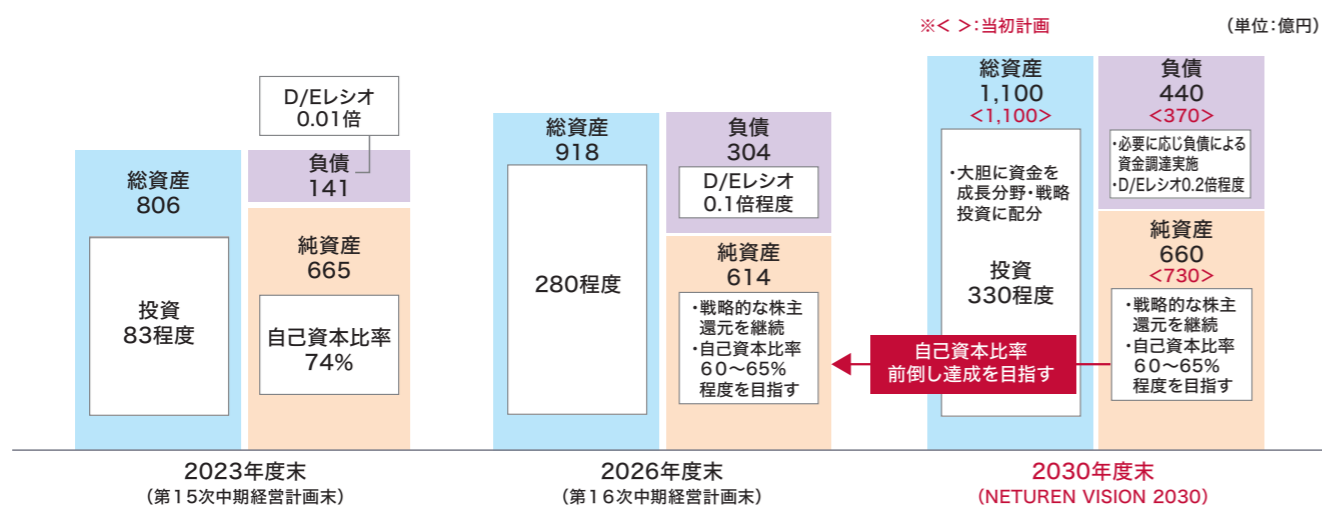 ※< >:当初計画
(単位:億円)
総資産
806
投資
83程度
D/Eレシオ
0.01倍
負債
141
純資産
665
自己資本比率
74%
2023年度末
(第15次中期経営計画末)
総資産
918
280程度
負債
304
D/Eレシオ
0.1倍程度
純資産
614
・戦略的な株主
還元を継続
・自己資本比率
60〜65%
程度を目指す
2026年度末
(第16次中期経営計画末)
総資産
1,100
<1,100>
・大胆に資金を
成長分野・戦略
投資に配分
投資
330程度
自己資本比率
前倒し達成を目指す
負債
440
<370>
・必要に応じ負債による
資金調達実施
・D/Eレシオ0.2倍程度
純資産
660
<730>
・戦略的な株主
還元を継続
・自己資本比率
60〜65%
程度を目指す
2030年度末
(NETUREN VISION 2030)